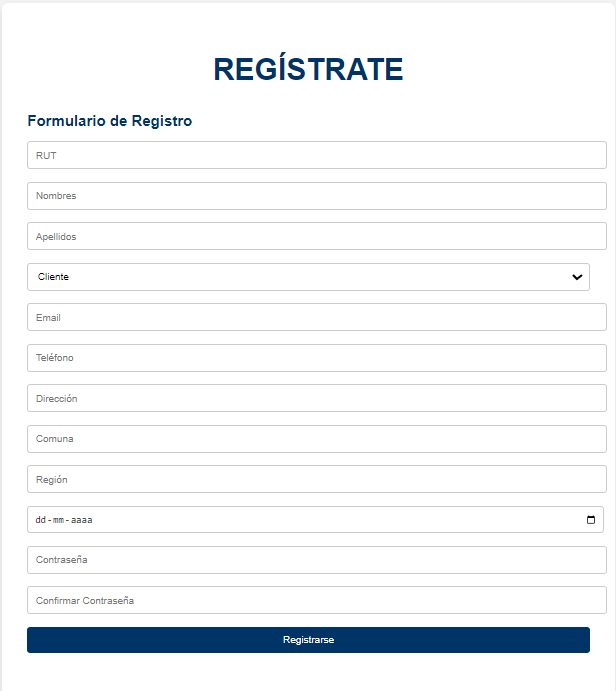 REGÍSTRATE
Formulario de Registro
RUT
Nombres
Apellidos
Cliente
Email
Teléfono
Dirección
Comuna
Región
dd-mm-aaaa
Contraseña
Confirmar Contraseña
Registrarse